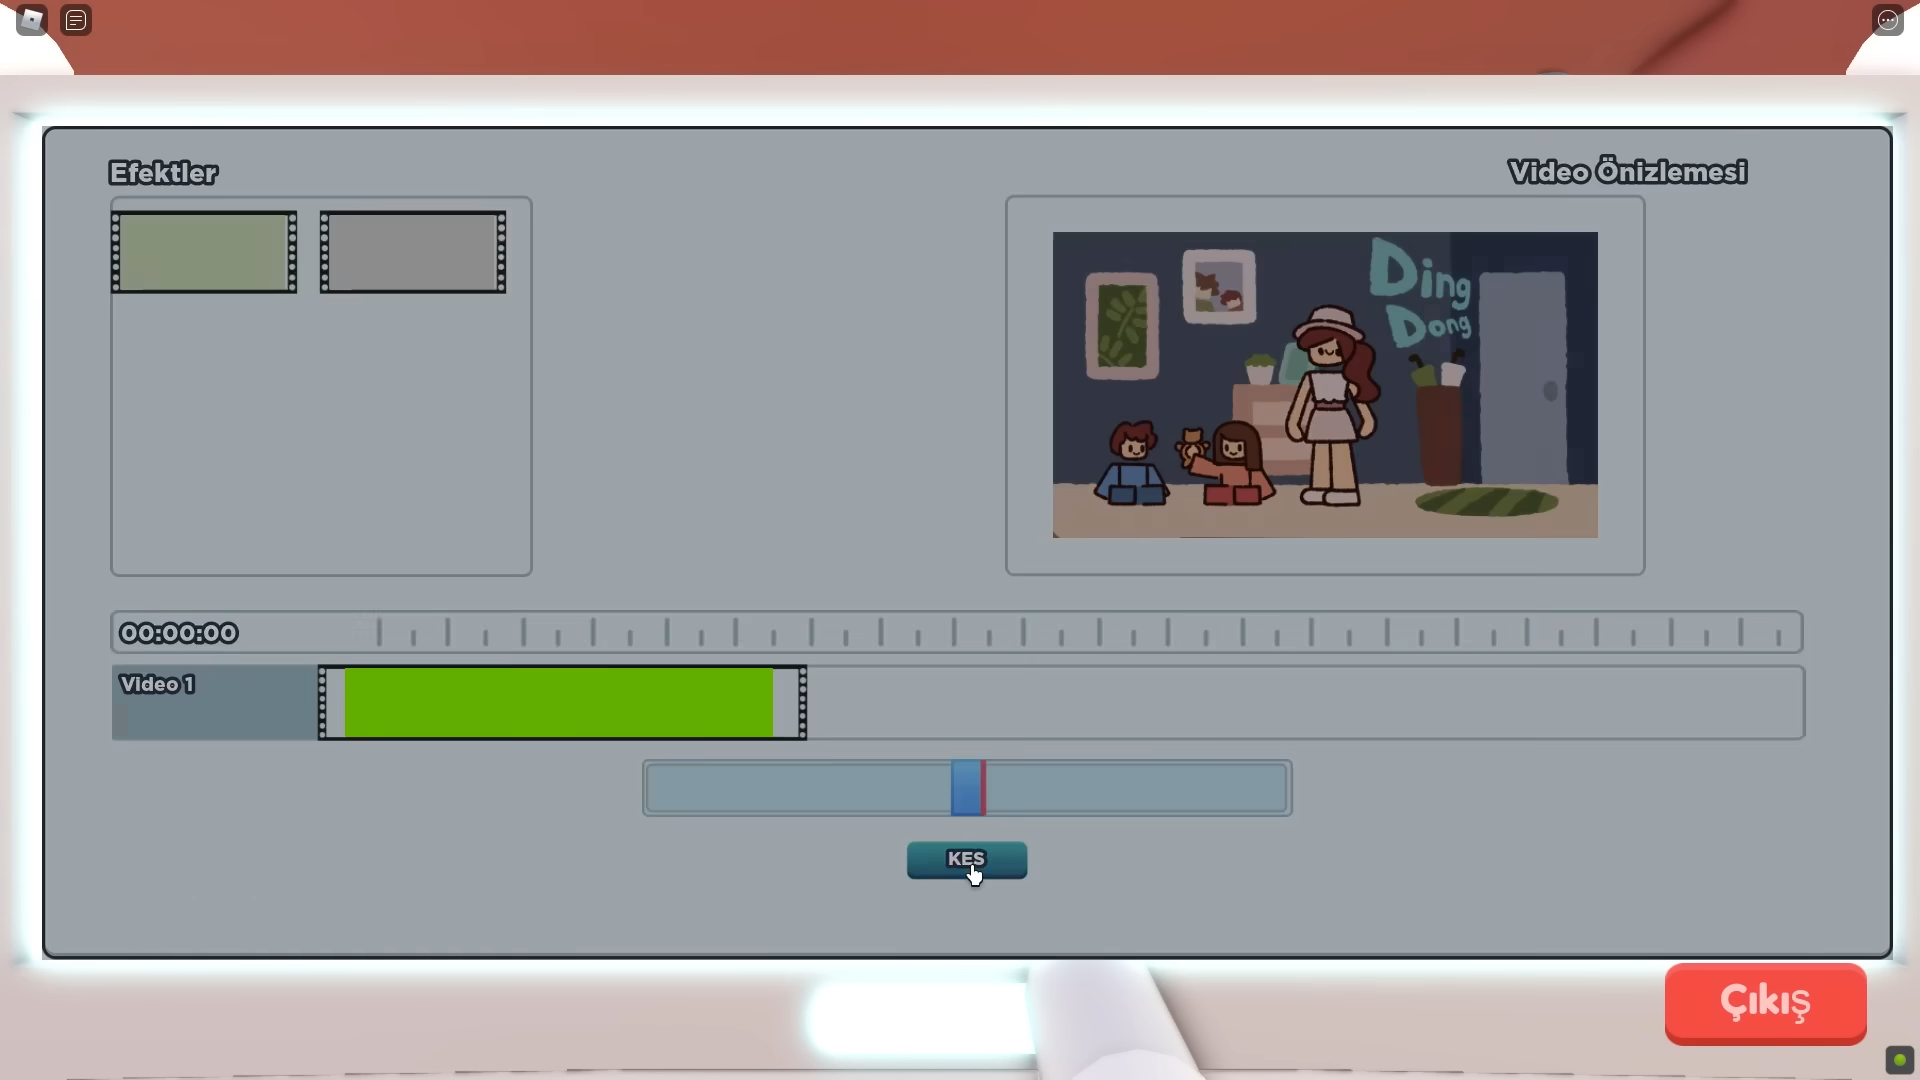 Efektler
Video Önizlemesi
Ding
Dong
00:00:00
Video 1
KES
Çıkış